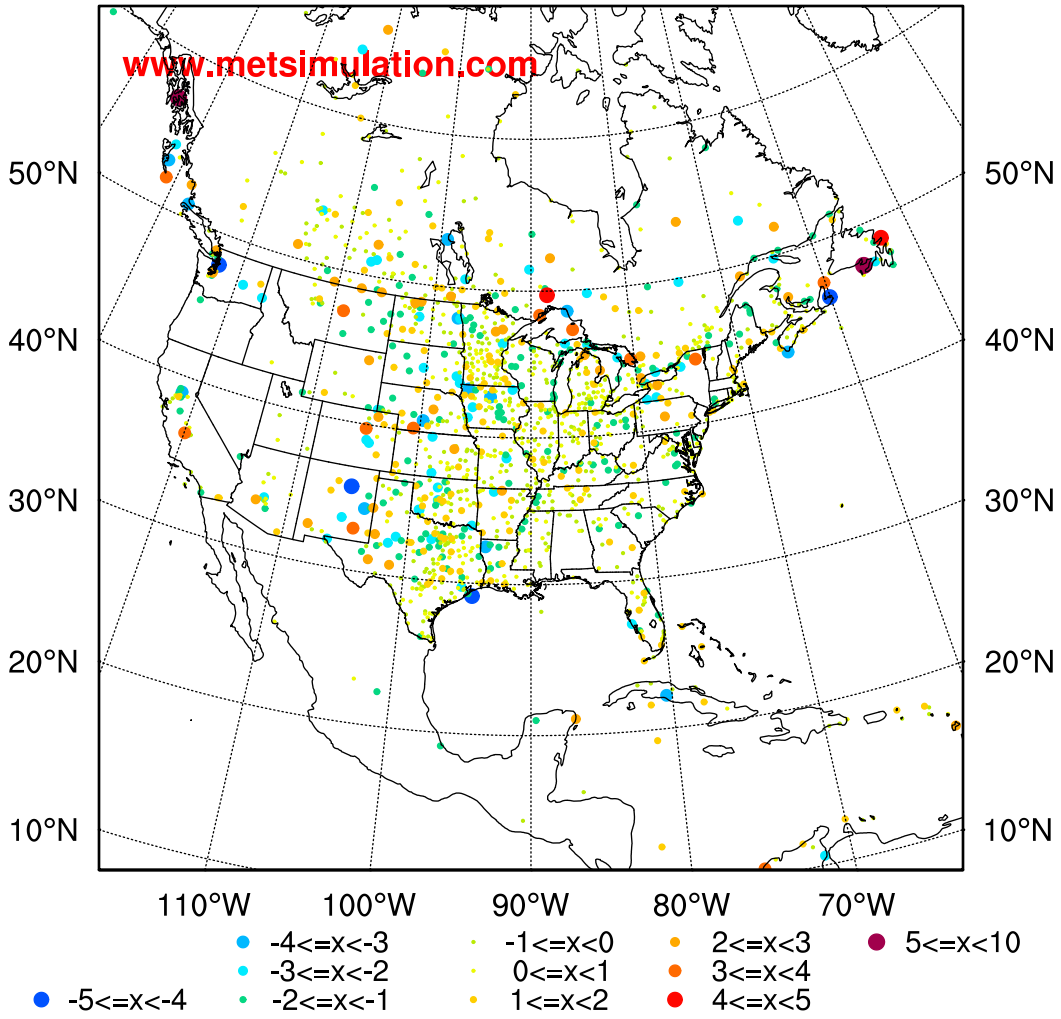 www.metsimulation.com
50°N 50°N
40°N 40°N
30°N 30°N
20°N 20°N
10°N 10°N
110°W 100°W 90°W 80°W 70°W
-4<=x<-3 -1<=x<0 2<=x<3 5<=x<10
-3<=x<-2 0<=x<1 3<=x<4
-5<=x<-4 -2<=x<-1 1<=x<2 4<=x<5